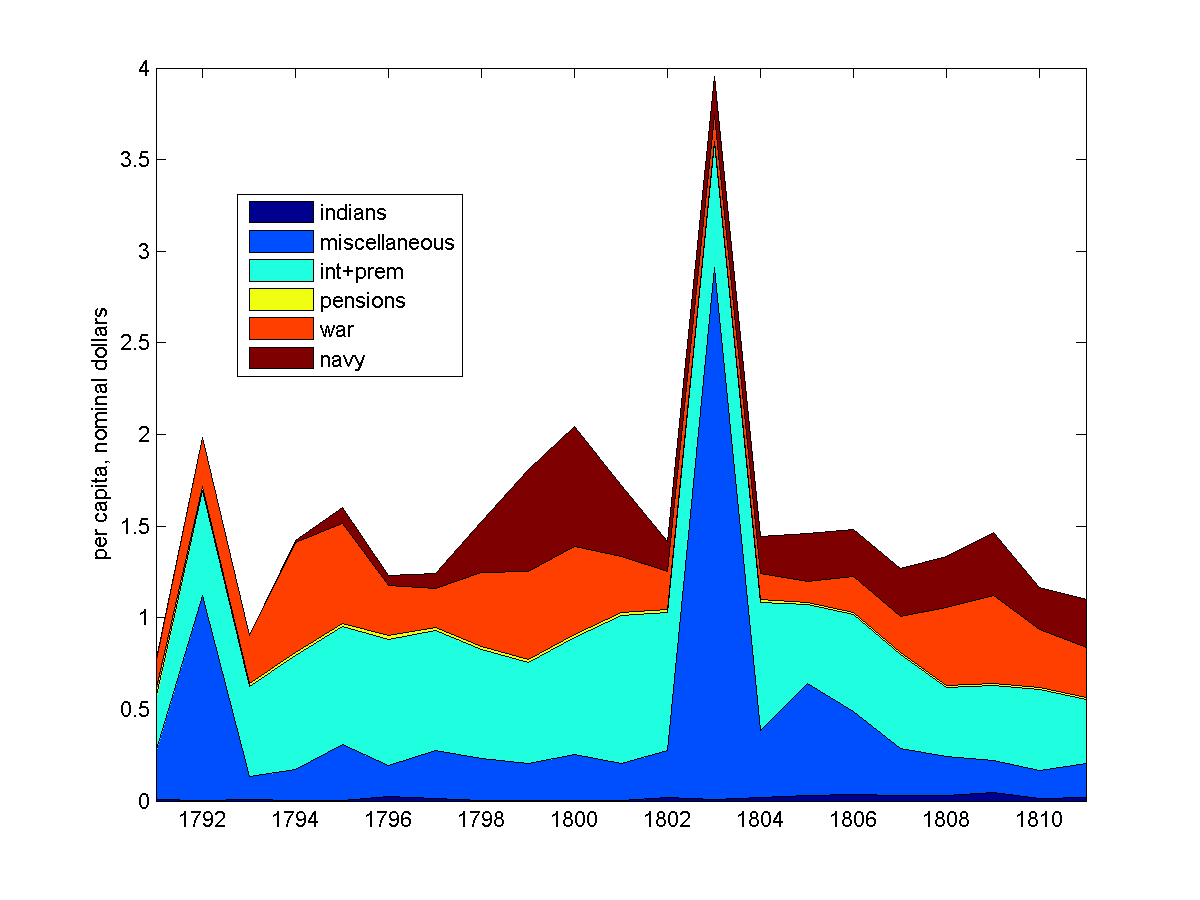 4
3.5
3
2.5
2
1.5
1
0.5
0
per capita, nominal dollars
indians
miscellaneous
int+prem
pensions
war
navy
1792 1794 1796 1798 1800 1802 1804 1806 1808 1810